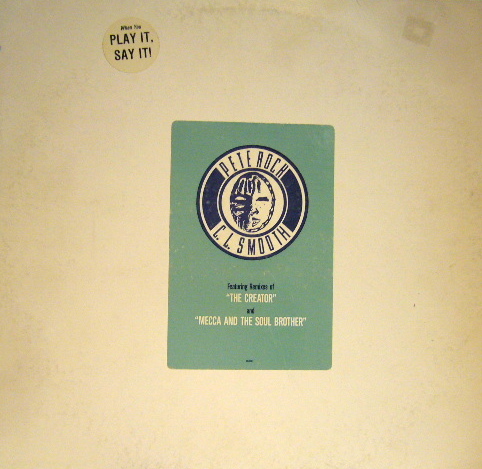 When You
PLAY IT,
SAY IT!
PETE ROCK
C.L. SMOOTH
Featuring Remixes of
"THE CREATOR"
and
"MECCA AND THE SOUL BROTHER"